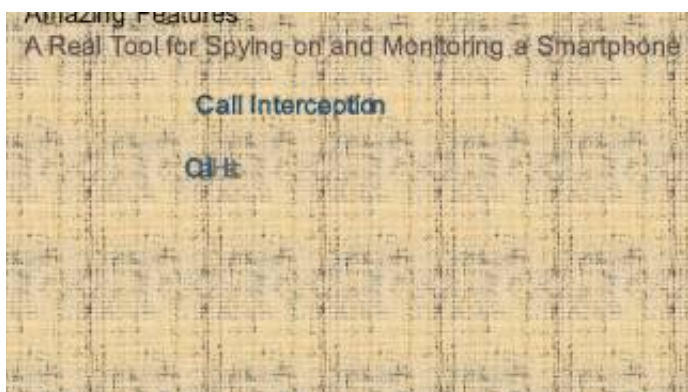 Amazing Features
A Real Tool for Spying on and Monitoring a Smartphone
Call Interception